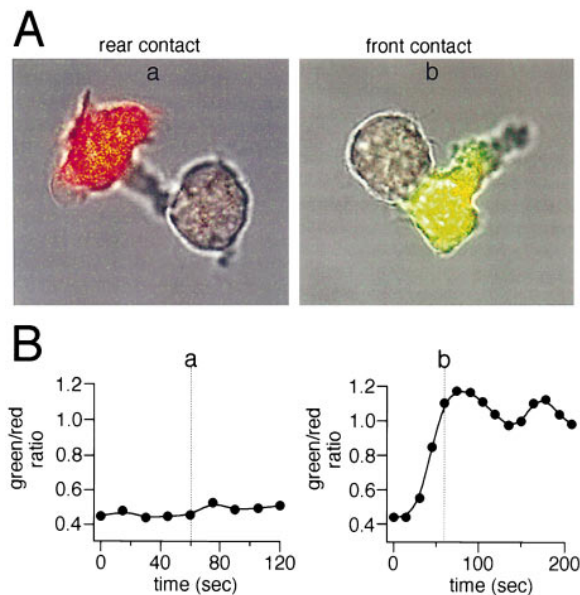 A
rear contact
front contact
a
b
B
a
b
green/red
ratio
1.2
1.0
0.8
0.6
0.4
0
40
60
80
120
time (sec)
green/red
ratio
1.2
1.0
0.8
0.6
0.4
0
100
200
time (sec)